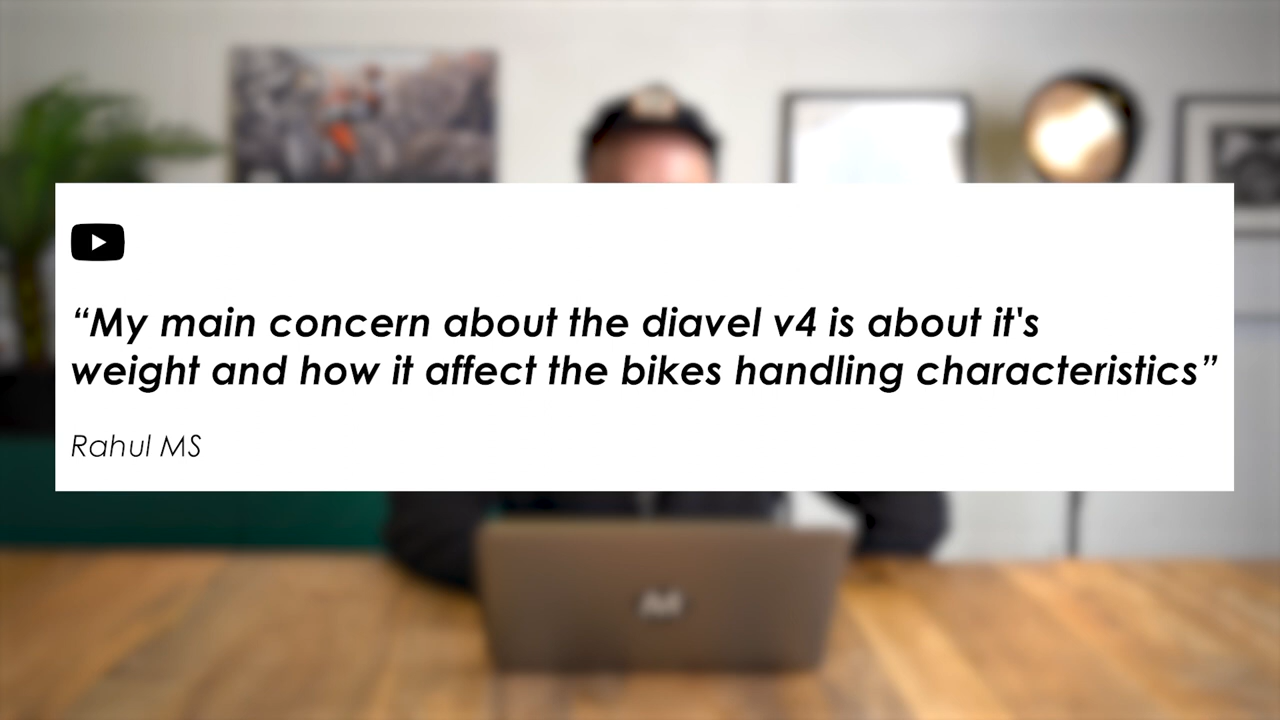 “My main concern about the diavel v4 is about it's
weight and how it affect the bikes handling characteristics”
Rahul MS